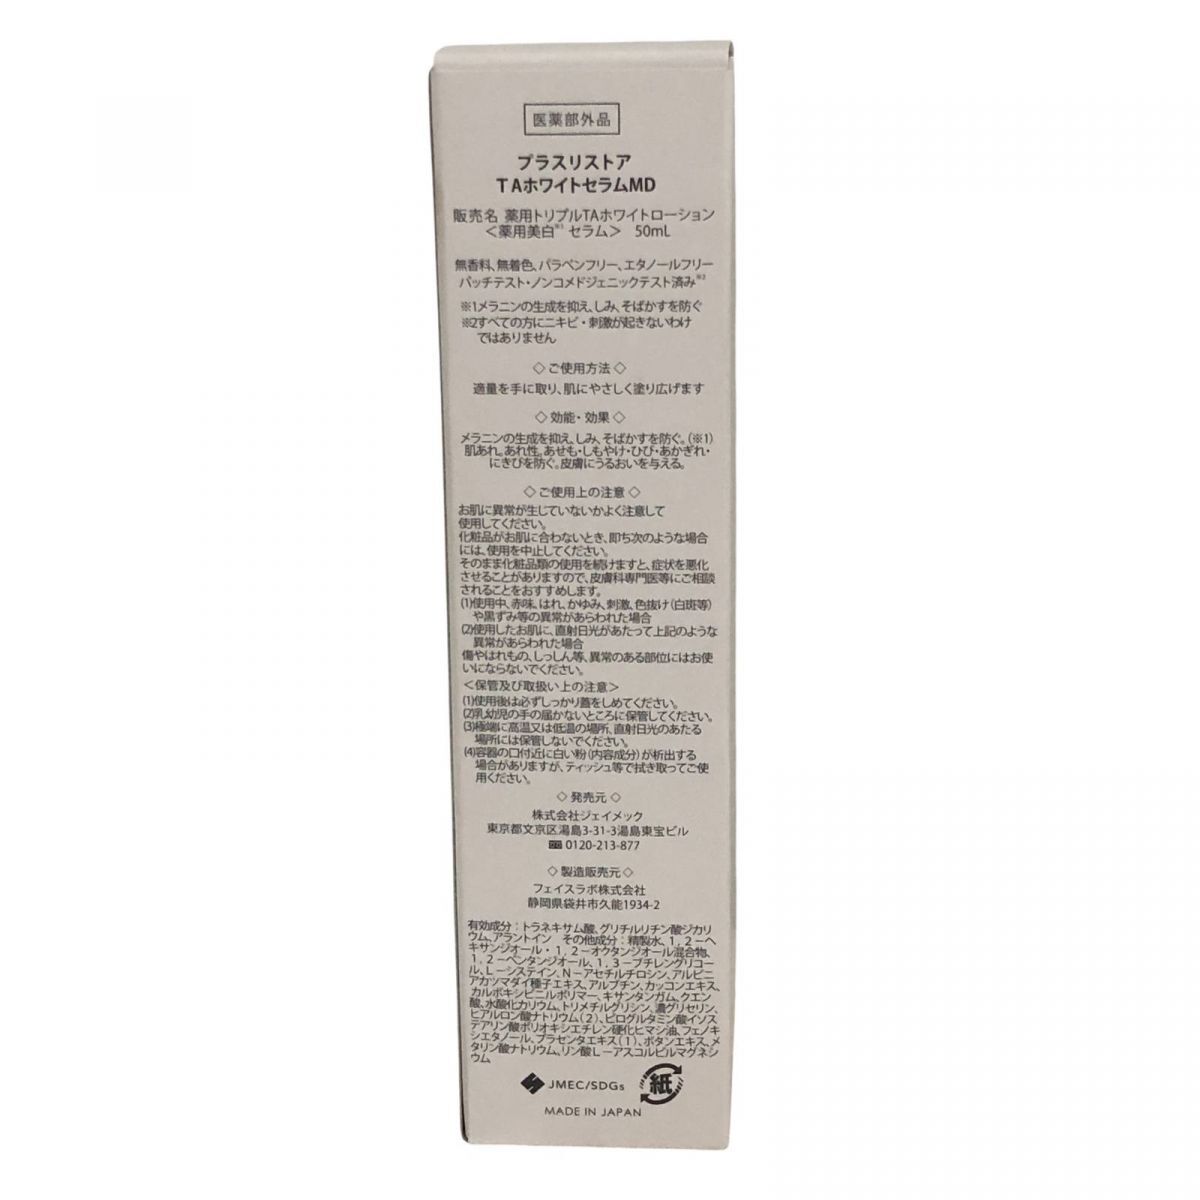 医薬部外品
プラスリストア
TAホワイトセラムMD
販売名 薬用トリプルTAホワイトローション
＜薬用美白※1 セラム＞ 50mL
無香料、無着色、パラベンフリー、エタノールフリー
パッチテスト・ノンコメドジェニックテスト済み※2
※1メラニンの生成を抑え、しみ、そばかすを防ぐ
※2すべての方にニキビ・刺激が起きないわけ
ではありません
◇ご使用方法◇
適量を手に取り、肌にやさしく塗り広げます
◇効能・効果◇
メラニンの生成を抑え、しみ、そばかすを防ぐ。（※1）
肌あれ。あれ性。あせも・しもやけ・ひび・あかぎれ・
にきびを防ぐ。皮膚にうるおいを与える。
◇ご使用上の注意◇
お肌に異常が生じていないかよく注意して
使用してください。
化粧品がお肌に合わないとき、即ち次のような場合
には、使用を中止してください。
そのまま化粧品類の使用を続けますと、症状を悪化
させることがありますので、皮膚科専門医等にご相談
されることをおすすめします。
(1)使用中、赤味、はれ、かゆみ、刺激、色抜け（白斑等）
や黒ずみ等の異常があらわれた場合
(2)使用したお肌に、直射日光があたって上記のような
異常があらわれた場合
傷やはれもの、しっしん等、異常のある部位にはお使
いにならないでください。
＜保管及び取扱い上の注意＞
(1)使用後は必ずしっかり蓋をしめてください。
(2)乳幼児の手の届かないところに保管してください。
(3)極端に高温又は低温の場所、直射日光のあたる
場所には保管しないでください。
(4)容器の口付近に白い粉（内容成分）が析出する
場合がありますが、ティッシュ等で拭き取ってご使
用ください。
◇発売元◇
株式会社ジェイメック
東京都文京区湯島3-31-3湯島東宝ビル
0120-213-877
◇製造販売元◇
フェイスラボ株式会社
静岡県袋井市久能1934-2
有効成分：トラネキサム酸、グリチルリチン酸ジカリ
ウム、アラントイン その他成分：精製水、1，2－ヘ
キサンジオール・1，2－オクタンジオール混合物、
1，2－ペンタンジオール、1，3－ブチレングリコー
ル、L－システイン、N－アセチルチロシン、アルピニ
アカツマダイ種子エキス、アルブチン、カッコンエキス、
カルボキシビニルポリマー、キサンタンガム、クエン
酸、水酸化カリウム、トリメチルグリシン、濃グリセリン、
ヒアルロン酸ナトリウム（2）、ピログルタミン酸イソス
テアリン酸ポリオキシエチレン硬化ヒマシ油、フェノキ
シエタノール、プラセンタエキス（1）、ボタンエキス、メ
タリン酸ナトリウム、リン酸L－アスコルビルマグネシ
ウム
JMEC/SDGs 紙
MADE IN JAPAN